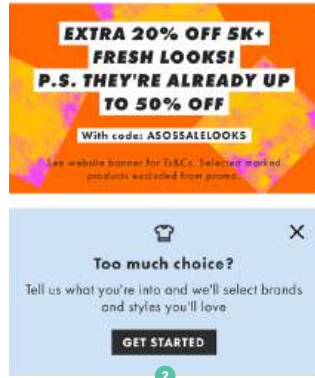 EXTRA 20% OFF 5K+
FRESH LOOKS!
P.S. THEY'RE ALREADY UP
TO 50% OFF
With code: ASOSSALELOOKS
See website banner for Ts&Cs. Selected marked
products excluded from promo.
Too much choice?
Tell us what you're into and we'll select brands
and styles you'll love
GET STARTED
2